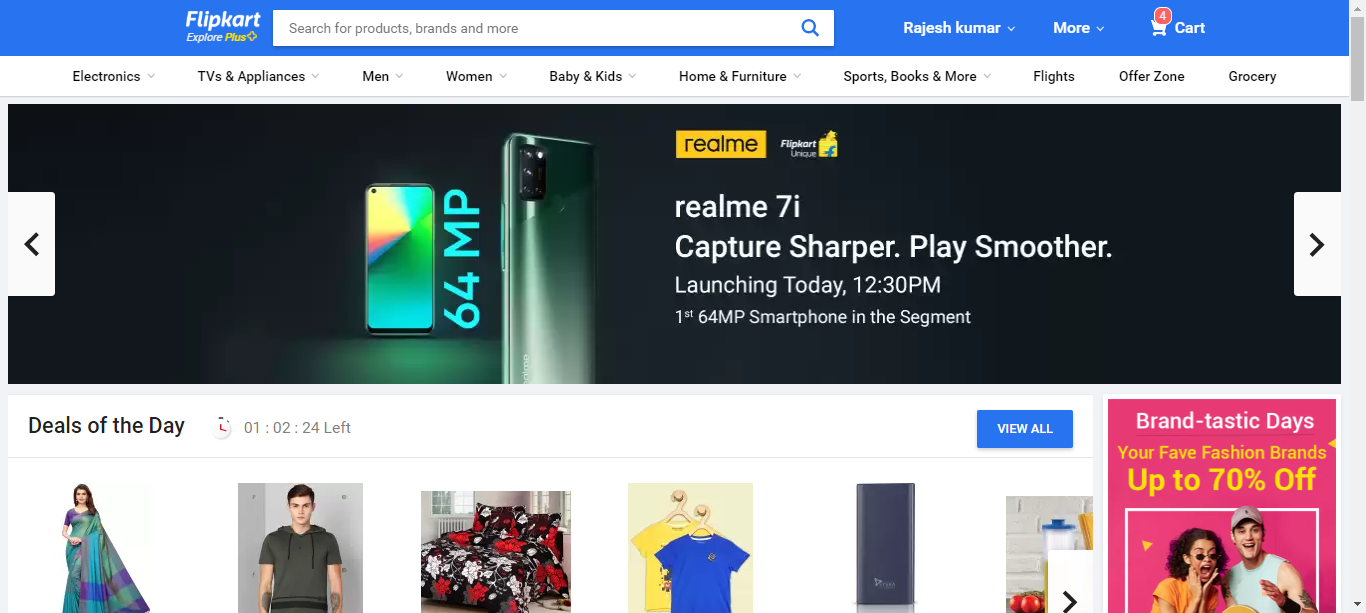 Flipkart
Explore Plus
Search for products, brands and more
Rajesh kumar
More
4
Cart
Electronics
TVs & Appliances
Men
Women
Baby & Kids
Home & Furniture
Sports, Books & More
Flights
Offer Zone
Grocery
realme
Flipkart
Unique
64 MP
realme
realme 7i
Capture Sharper. Play Smoother.
Launching Today, 12:30PM
1st 64MP Smartphone in the Segment
Deals of the Day
01 : 02 : 24 Left
VIEW ALL
Brand-tastic Days
Your Fave Fashion Brands
Up to 70% Off